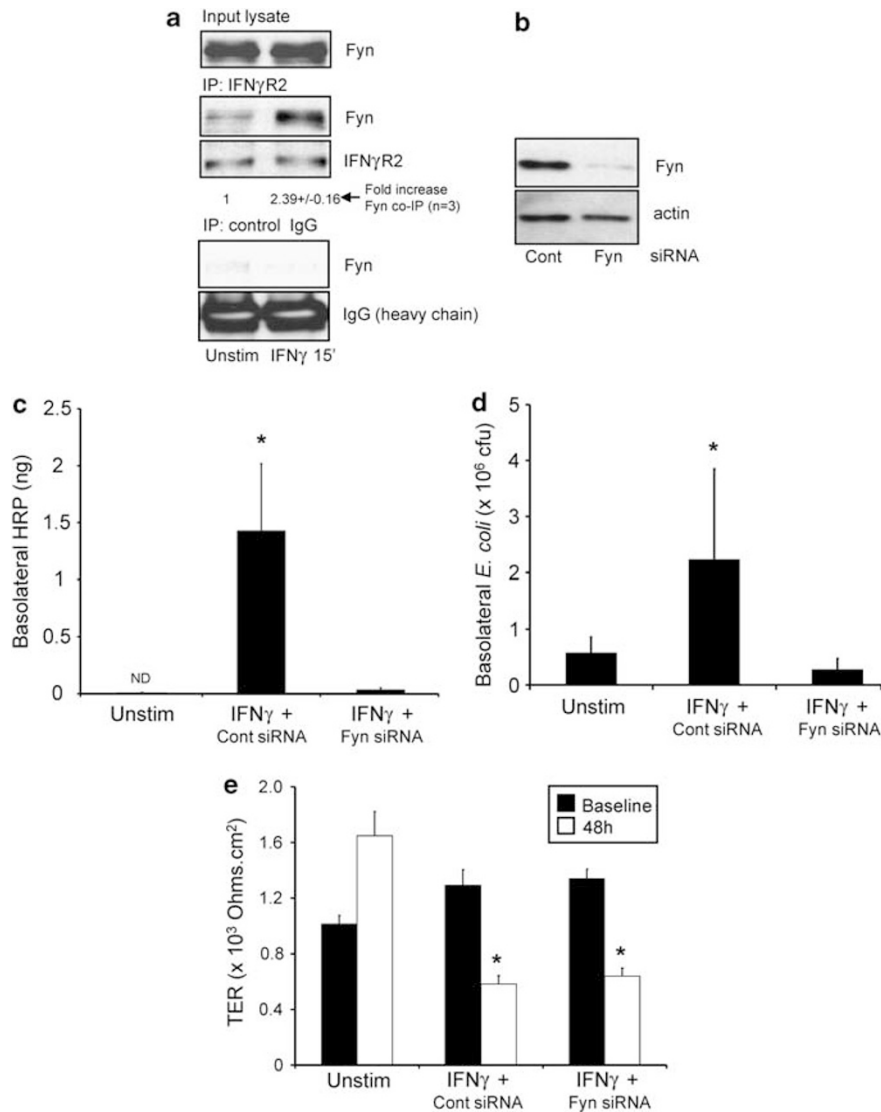 a
Input lysate
Fyn
IP: IFNγR2
Fyn
IFNγR2
1 2.39+/-0.16 Fold increase
Fyn co-IP (n=3)
IP: control IgG
Fyn
IgG (heavy chain)
Unstim IFNγ 15'
b
Fyn
actin
Cont Fyn siRNA
c
Basolateral HRP (ng)
2.5
2
1.5
1
0.5
0
*
ND
Unstim
IFNγ +
Cont siRNA
IFNγ +
Fyn siRNA
d
Basolateral E. coli (x 10⁶ cfu)
5
4
3
2
1
0
*
Unstim
IFNγ +
Cont siRNA
IFNγ +
Fyn siRNA
e
TER (x 10³ Ohms.cm²)
2.0
1.6
1.2
0.8
0.4
0
Baseline
48h
*
*
Unstim
IFNγ +
Cont siRNA
IFNγ +
Fyn siRNA